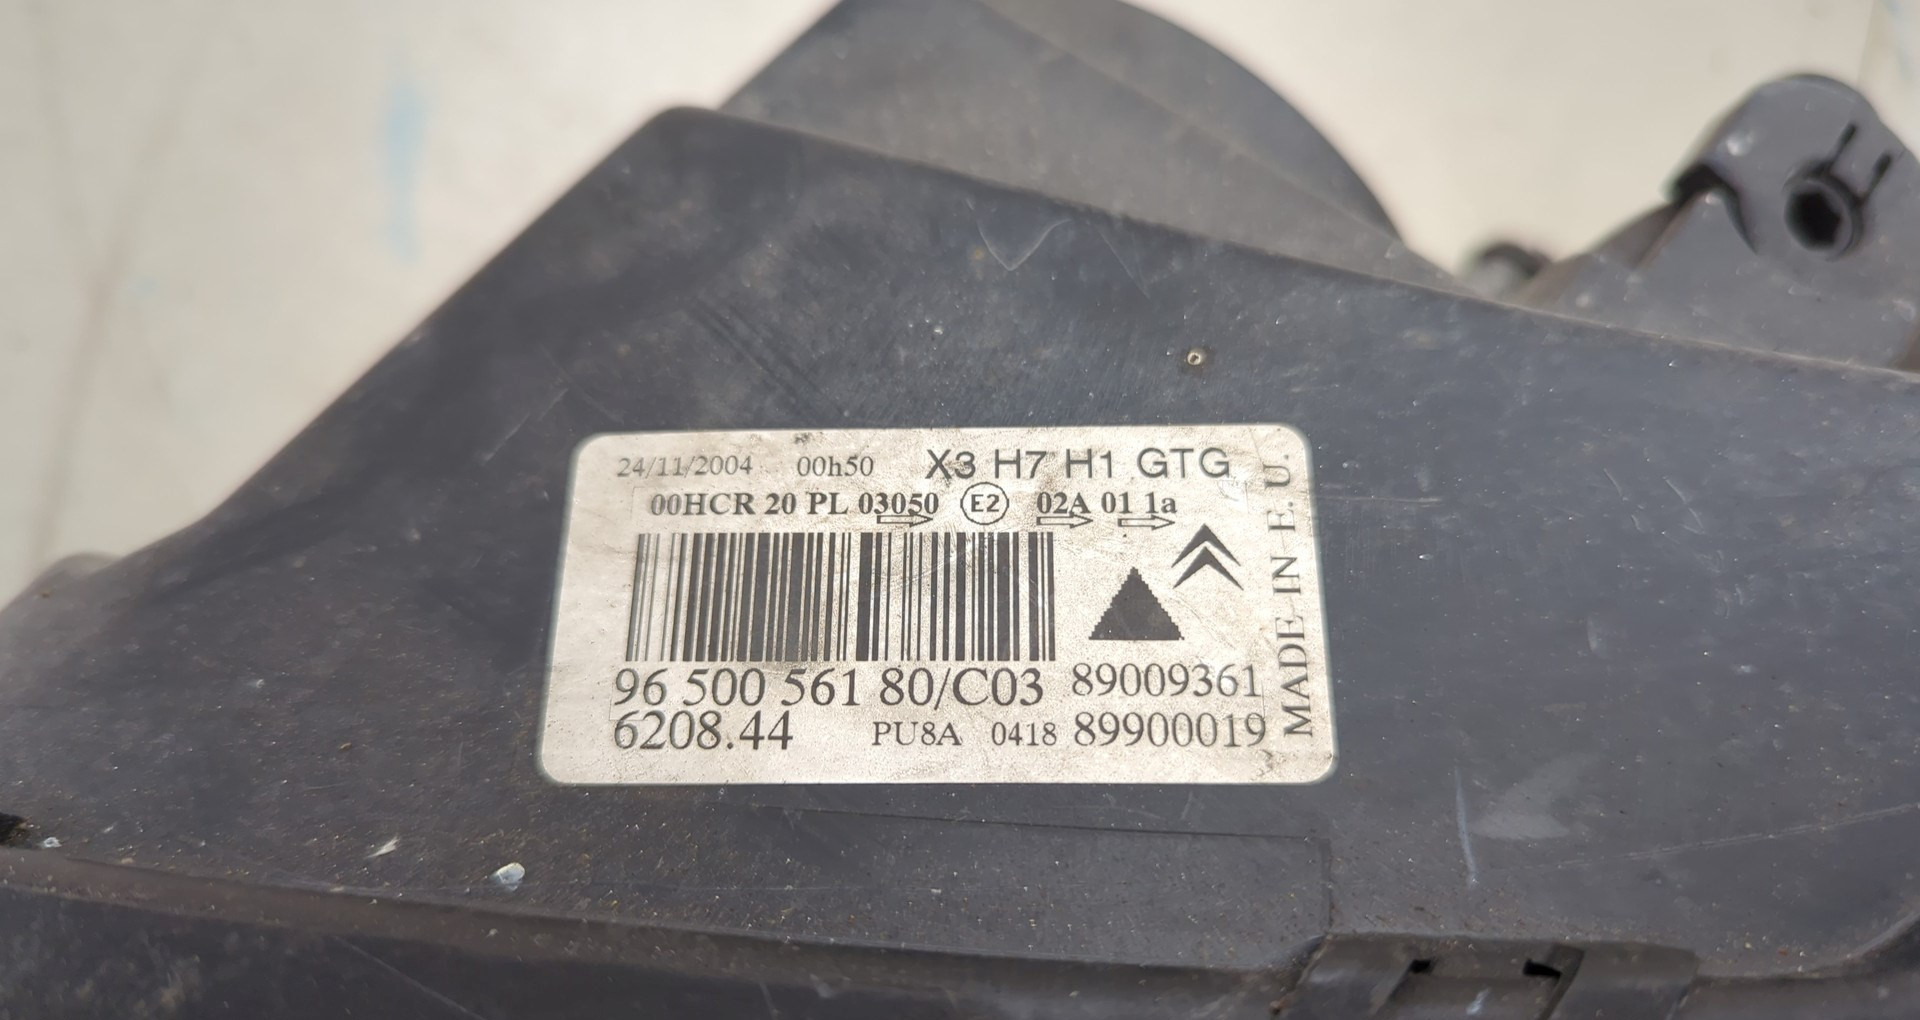 24/11/2004 00h50 X3 H7 H1 GTG
00HCR 20 PL 03050 E2 02A 01 1a
96 500 561 80/C03 89009361
6208.44 PU8A 0418 89900019
MADE IN E. U.